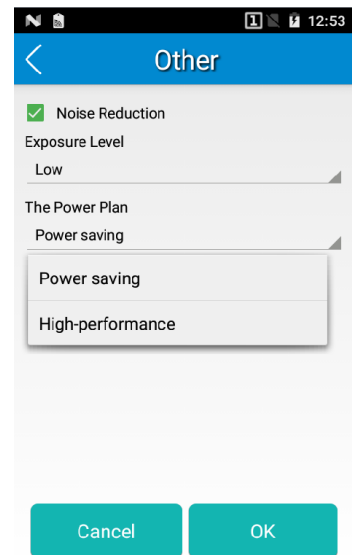 1 12:53
Other
Noise Reduction
Exposure Level
Low
The Power Plan
Power saving
Power saving
High-performance
Cancel OK